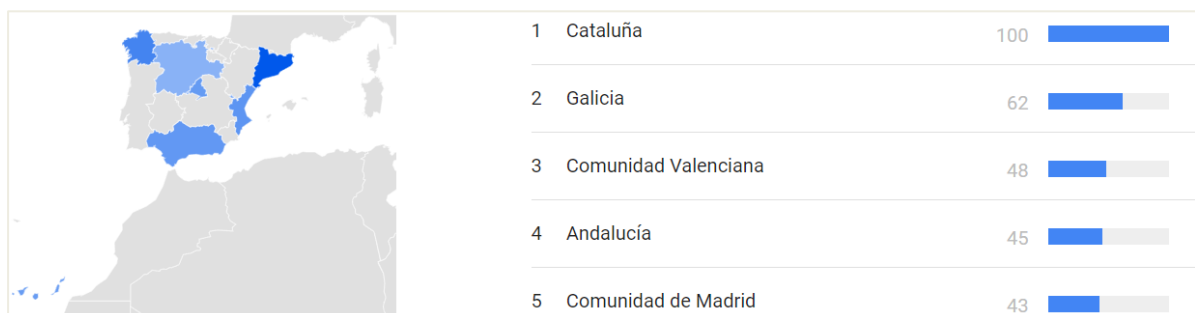 1 Cataluña 100
2 Galicia 62
3 Comunidad Valenciana 48
4 Andalucía 45
5 Comunidad de Madrid 43